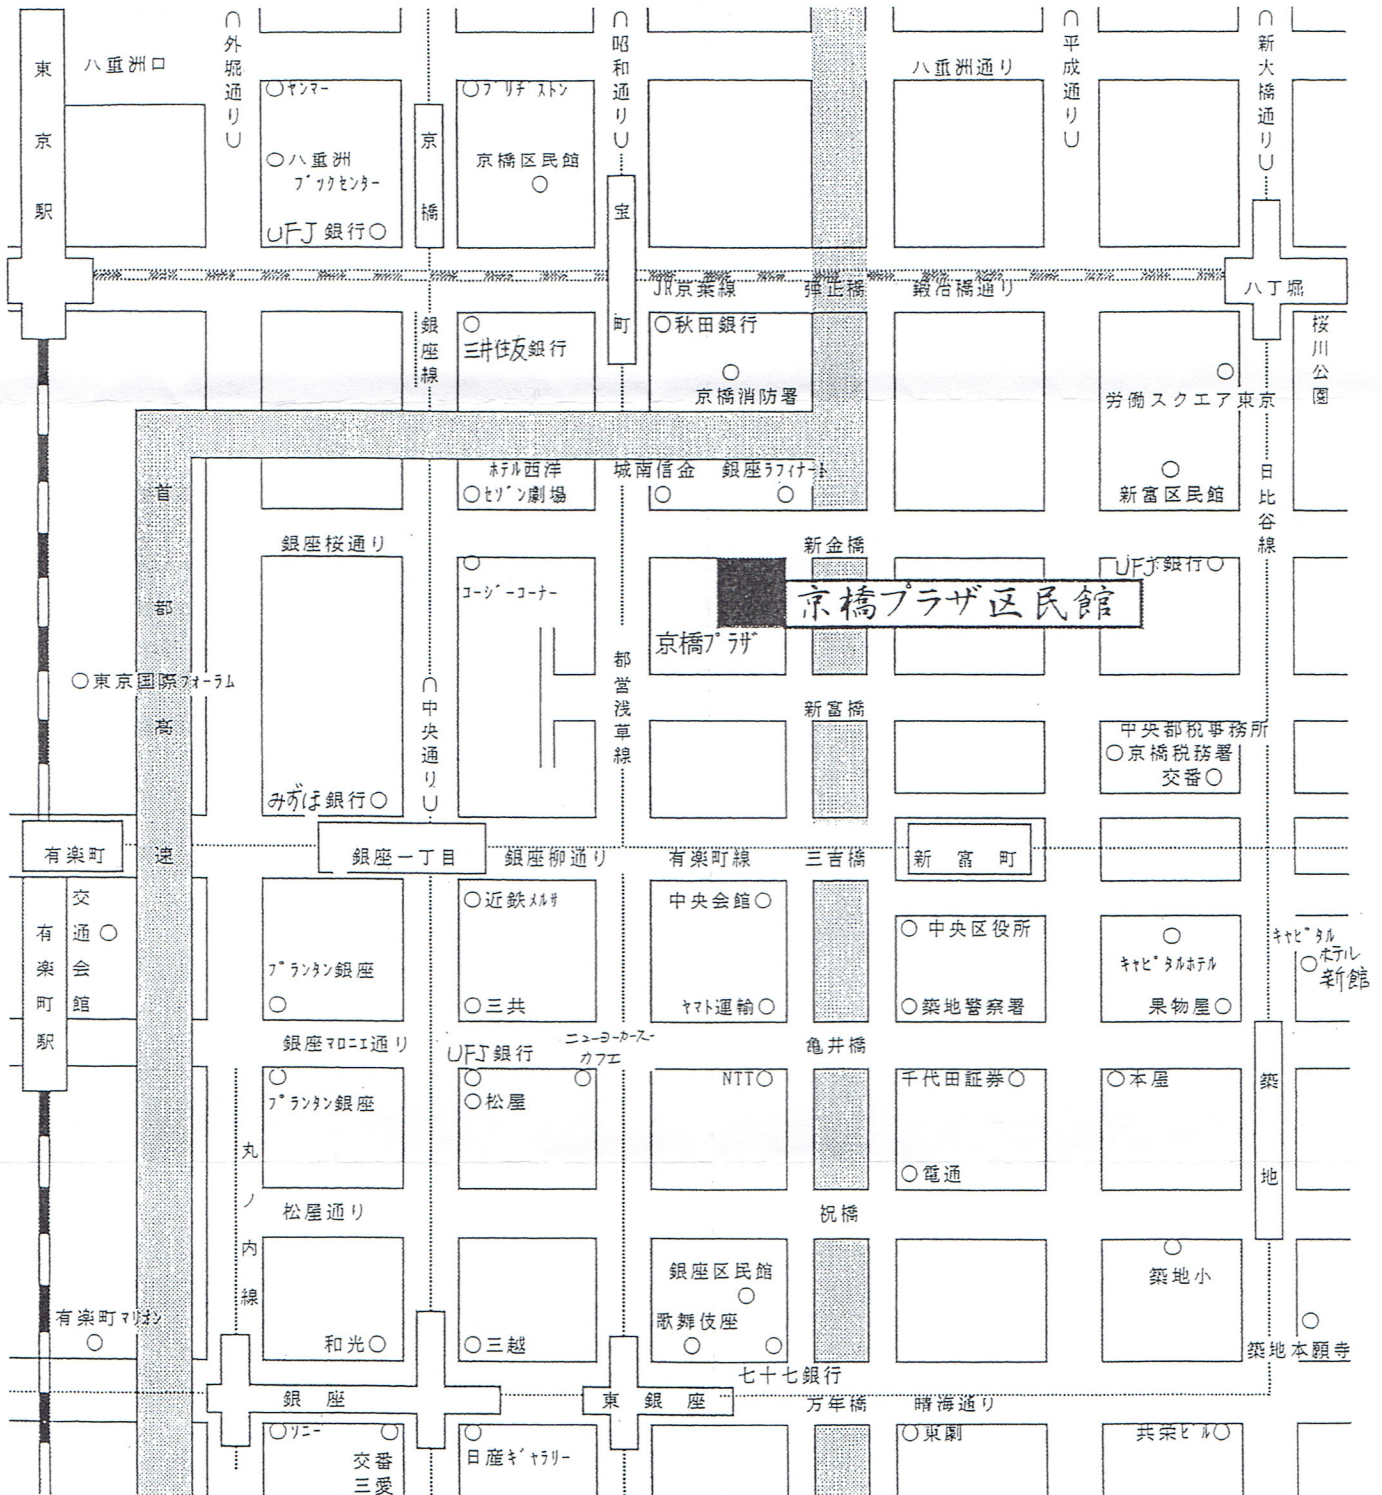 東京駅
八重洲口
⊂外堀通り⊃
⊂昭和通り⊃
八重洲通り
⊂平成通り⊃
⊂新大橋通り⊃
○ヤンマー
○ブリヂストン
京橋
○八重洲
ブックセンター
京橋区民館
○
宝町
UFJ銀行○
JR京葉線
弾正橋
鍛冶橋通り
八丁堀
銀座線
○
三井住友銀行
○秋田銀行
○
京橋消防署
○
労働スクエア東京
桜川公園
首都高速
ホテル西洋
○セゾン劇場
城南信金
○
銀座ラフィナート
○
○
新富区民館
日比谷線
銀座桜通り
○
コージーコーナー
新金橋
UFJ銀行○
京橋プラザ区民館
京橋プラザ
都営浅草線
○東京国際フォーラム
⊂中央通り⊃
新富橋
中央都税事務所
○京橋税務署
交番○
みずほ銀行○
有楽町
銀座一丁目
銀座柳通り
有楽町線
三吉橋
新富町
有楽町駅
交通会館
○
○近鉄メルサ
中央会館○
○中央区役所
○
キャピタルホテル
キャピタル
○ホテル
新館
プランタン銀座
○
○三共
ヤマト運輸○
○築地警察署
果物屋○
銀座マロニエ通り
UFJ銀行
○
ニューヨーカーズ
カフェ
○
亀井橋
○
プランタン銀座
○松屋
NTT○
千代田証券○
○本屋
築地
丸ノ内線
○電通
松屋通り
祝橋
銀座区民館
○
○
築地小
有楽町マリオン
○
和光○
○三越
歌舞伎座
○
○
七十七銀行
○
築地本願寺
銀座
東銀座
万年橋
晴海通り
○ソニー
○
交番
三愛
○
日産ギャラリー
○東劇
共栄ビル○